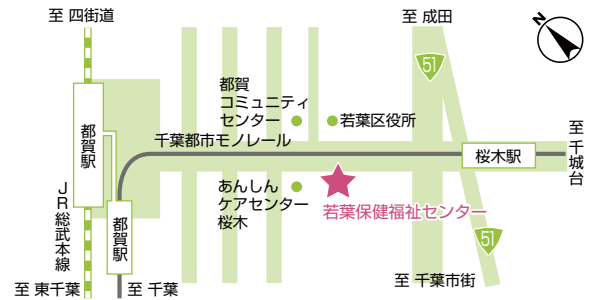 至 四街道
至 成田
N
51
都賀
コミュニティ
センター
若葉区役所
千葉都市モノレール
都賀駅
桜木駅
至 千城台
あんしん
ケアセンター
桜木
若葉保健福祉センター
JR総武本線
都賀駅
51
至 東千葉
至 千葉
至 千葉市街